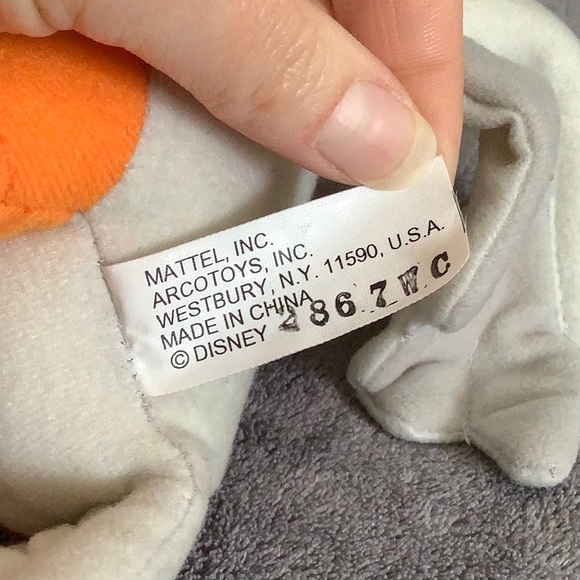 MATTEL, INC.
ARCOTOYS, INC.
WESTBURY, N.Y. 11590, U.S.A.
MADE IN CHINA
© DISNEY
2867WC